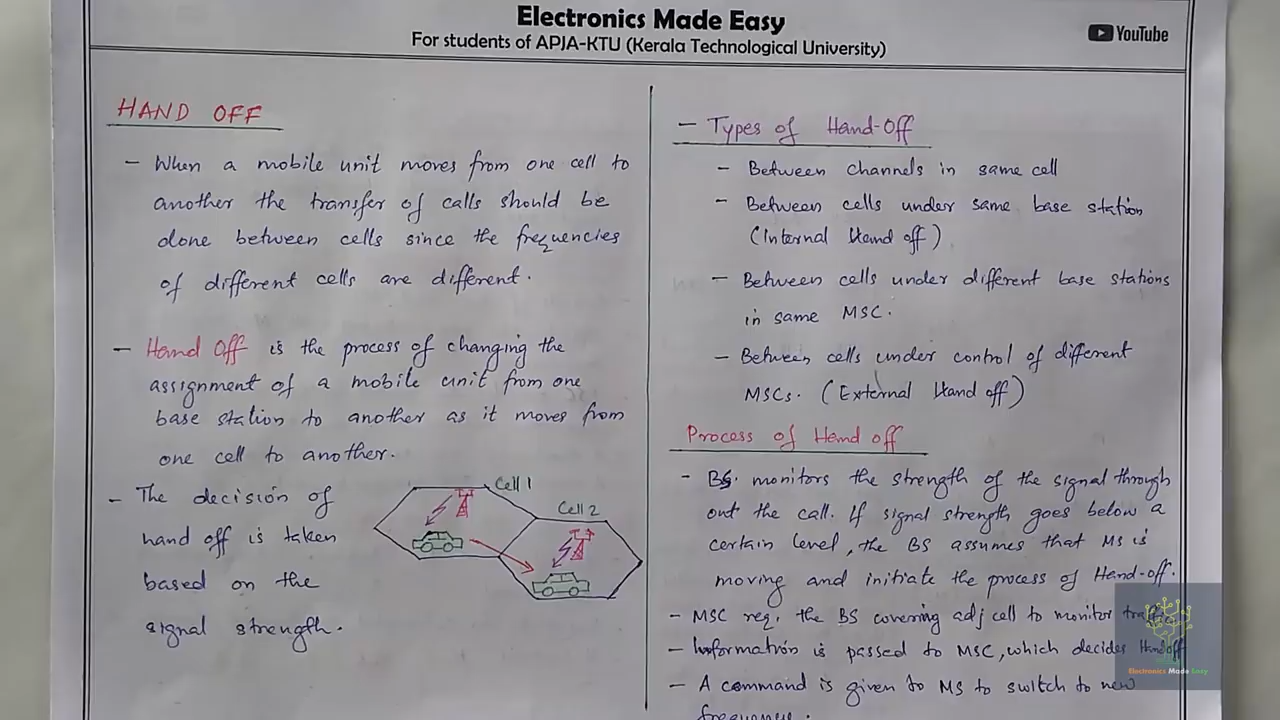 Electronics Made Easy
For students of APJA-KTU (Kerala Technological University)
YouTube
HAND OFF
- When a mobile unit moves from one cell to
another the transfer of calls should be
done between cells since the frequencies
of different cells are different.
- Hand Off is the process of changing the
assignment of a mobile unit from one
base station to another as it moves from
one cell to another.
- The decision of
hand off is taken
based on the
signal strength.
Cell 1
Cell 2
- Types of Hand-Off
- Between channels in same cell
- Between cells under same base station
(Internal Hand off)
- Between cells under different base stations
in same MSC.
- Between cells under control of different
MSCs. (External Hand off)
Process of Hand off
- BS. monitors the strength of the signal through
out the call. If signal strength goes below a
certain level, the BS assumes that MS is
moving and initiate the process of Hand-off.
- MSC req. the BS covering adj cell to monitor traffic
- Information is passed to MSC, which decides Handoff
- A command is given to MS to switch to new
frequency.
Electronics Made Easy